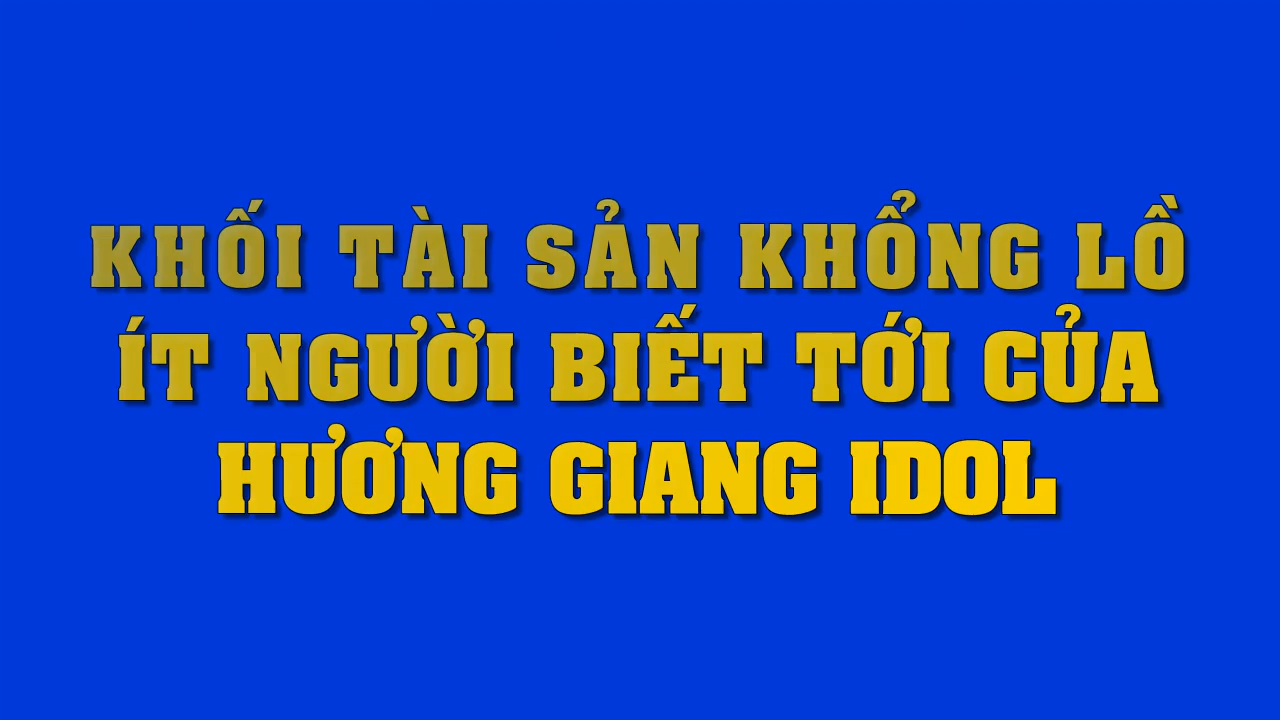 KHỐI TÀI SẢN KHỔNG LỒ
ÍT NGƯỜI BIẾT TỚI CỦA
HƯƠNG GIANG IDOL